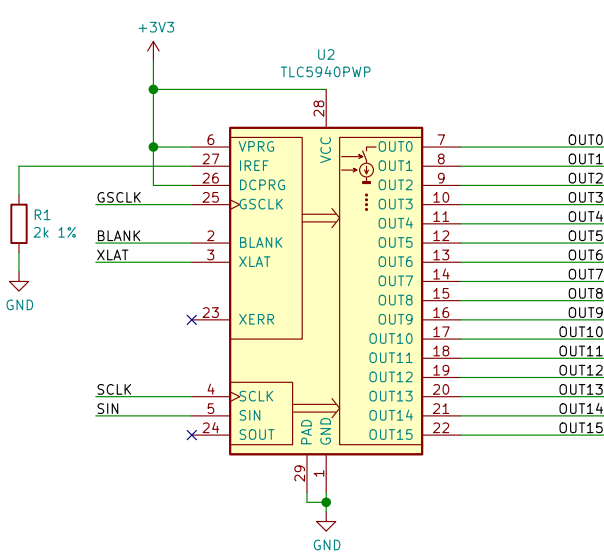 +3V3
U2
TLC5940PWP
28
VCC
6 VPRG
27 IREF
26 DCPRG
GSCLK 25 GSCLK
BLANK 2 BLANK
XLAT 3 XLAT
23 XERR
SCLK 4 SCLK
SIN 5 SIN
24 SOUT
R1
2k 1%
GND
OUT0 7 OUT0
OUT1 8 OUT1
OUT2 9 OUT2
OUT3 10 OUT3
OUT4 11 OUT4
OUT5 12 OUT5
OUT6 13 OUT6
OUT7 14 OUT7
OUT8 15 OUT8
OUT9 16 OUT9
OUT10 17 OUT10
OUT11 18 OUT11
OUT12 19 OUT12
OUT13 20 OUT13
OUT14 21 OUT14
OUT15 22 OUT15
PAD
GND
29
1
GND